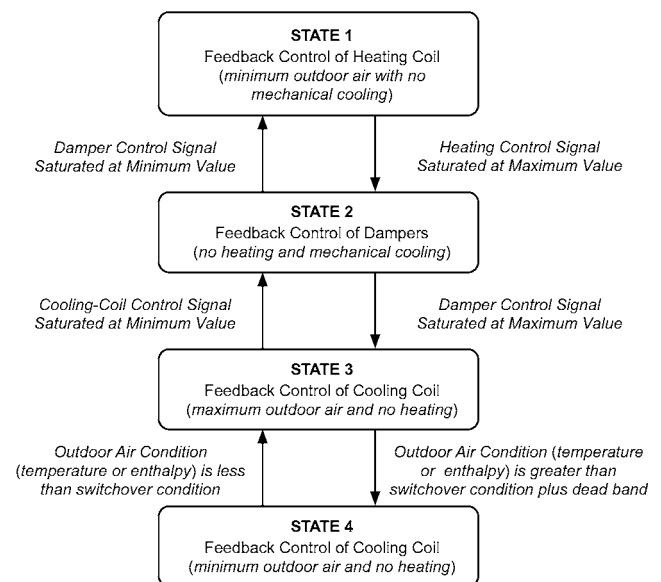 STATE 1
Feedback Control of Heating Coil
(minimum outdoor air with no
mechanical cooling)
Damper Control Signal
Saturated at Minimum Value
Heating Control Signal
Saturated at Maximum Value
STATE 2
Feedback Control of Dampers
(no heating and mechanical cooling)
Cooling-Coil Control Signal
Saturated at Minimum Value
Damper Control Signal
Saturated at Maximum Value
STATE 3
Feedback Control of Cooling Coil
(maximum outdoor air and no heating)
Outdoor Air Condition
(temperature or enthalpy) is less
than switchover condition
Outdoor Air Condition (temperature
or enthalpy) is greater than
switchover condition plus dead band
STATE 4
Feedback Control of Cooling Coil
(minimum outdoor air and no heating)